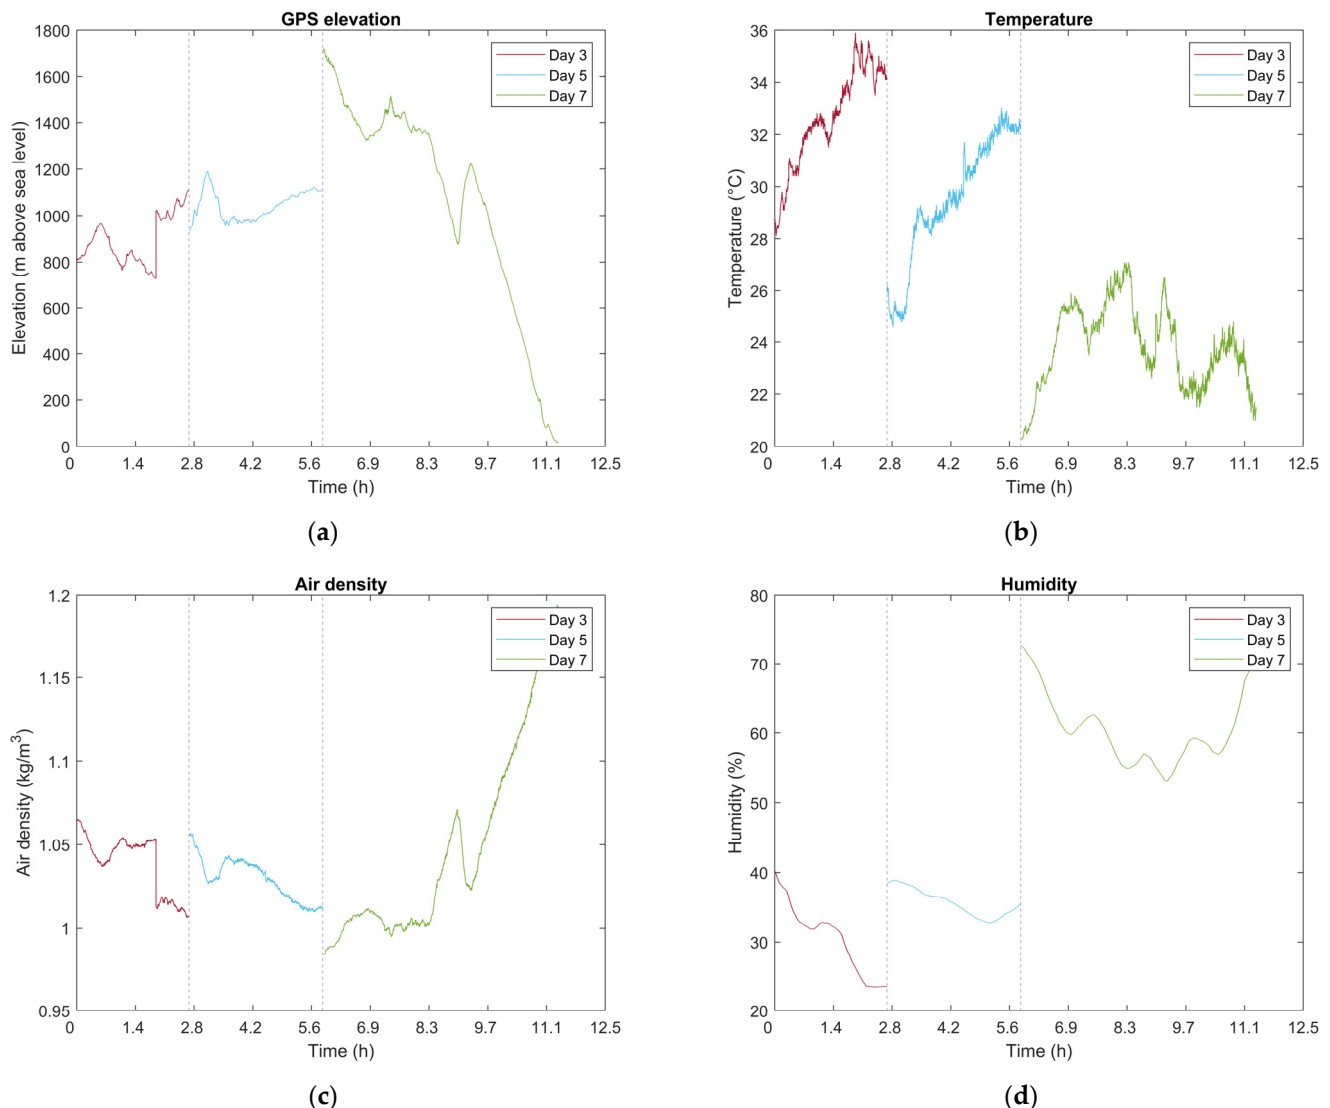 GPS elevation
1800
1600
1400
1200
1000
800
600
400
200
0
Elevation (m above sea level)
0 1.4 2.8 4.2 5.6 6.9 8.3 9.7 11.1 12.5
Time (h)
Day 3
Day 5
Day 7
(a)
Temperature
36
34
32
30
28
26
24
22
20
Temperature (°C)
0 1.4 2.8 4.2 5.6 6.9 8.3 9.7 11.1 12.5
Time (h)
Day 3
Day 5
Day 7
(b)
Air density
1.2
1.15
1.1
1.05
1
0.95
Air density (kg/m³)
0 1.4 2.8 4.2 5.6 6.9 8.3 9.7 11.1 12.5
Time (h)
Day 3
Day 5
Day 7
(c)
Humidity
80
70
60
50
40
30
20
Humidity (%)
0 1.4 2.8 4.2 5.6 6.9 8.3 9.7 11.1 12.5
Time (h)
Day 3
Day 5
Day 7
(d)